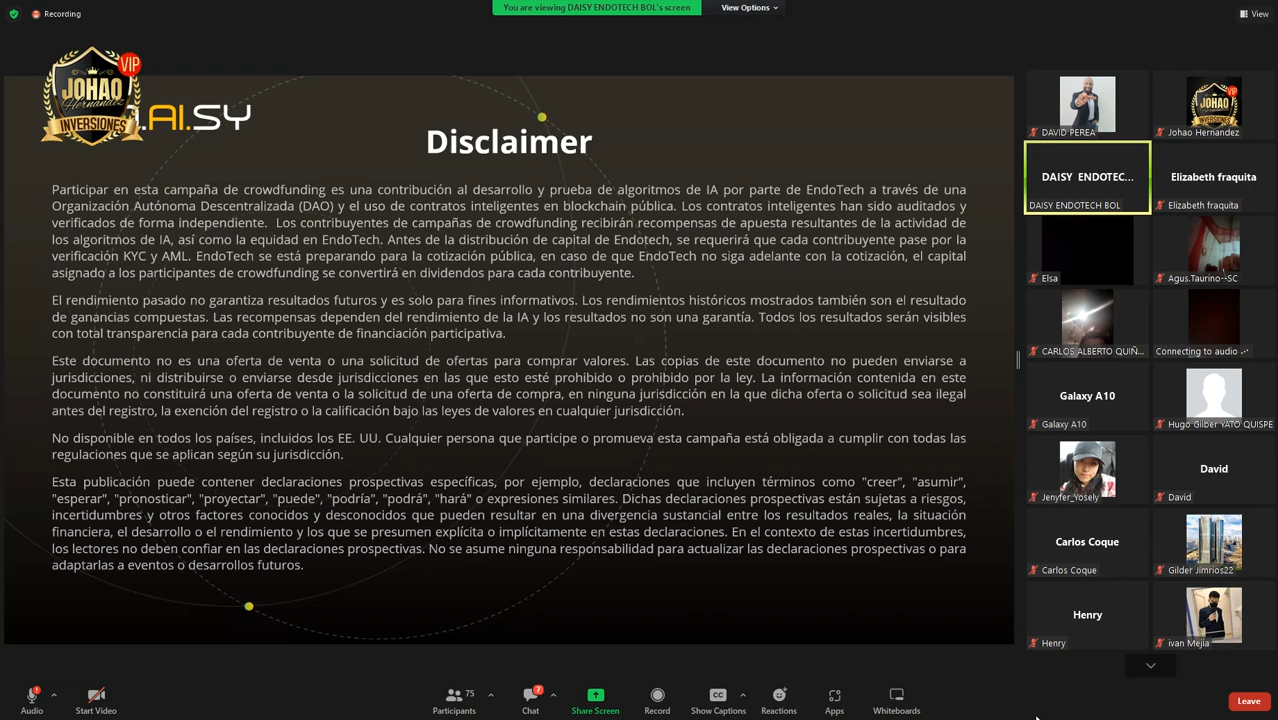 Recording
You are viewing DAISY ENDOTECH BOL's screen
View Options
View
JOHAO
Hernández
INVERSIONES
VIP
.AI.SY
Disclaimer
Participar en esta campaña de crowdfunding es una contribución al desarrollo y prueba de algoritmos de IA por parte de EndoTech a través de una
Organización Autónoma Descentralizada (DAO) y el uso de contratos inteligentes en blockchain pública. Los contratos inteligentes han sido auditados y
verificados de forma independiente. Los contribuyentes de campañas de crowdfunding recibirán recompensas de apuesta resultantes de la actividad de
los algoritmos de IA, así como la equidad en EndoTech. Antes de la distribución de capital de Endotech, se requerirá que cada contribuyente pase por la
verificación KYC y AML. EndoTech se está preparando para la cotización pública, en caso de que EndoTech no siga adelante con la cotización, el capital
asignado a los participantes de crowdfunding se convertirá en dividendos para cada contribuyente.
El rendimiento pasado no garantiza resultados futuros y es solo para fines informativos. Los rendimientos históricos mostrados también son el resultado
de ganancias compuestas. Las recompensas dependen del rendimiento de la IA y los resultados no son una garantía. Todos los resultados serán visibles
con total transparencia para cada contribuyente de financiación participativa.
Este documento no es una oferta de venta o una solicitud de ofertas para comprar valores. Las copias de este documento no pueden enviarse a
jurisdicciones, ni distribuirse o enviarse desde jurisdicciones en las que esto esté prohibido o prohibido por la ley. La información contenida en este
documento no constituirá una oferta de venta o la solicitud de una oferta de compra, en ninguna jurisdicción en la que dicha oferta o solicitud sea ilegal
antes del registro, la exención del registro o la calificación bajo las leyes de valores en cualquier jurisdicción.
No disponible en todos los países, incluidos los EE. UU. Cualquier persona que participe o promueva esta campaña está obligada a cumplir con todas las
regulaciones que se aplican según su jurisdicción.
Esta publicación puede contener declaraciones prospectivas específicas, por ejemplo, declaraciones que incluyen términos como "creer", "asumir",
"esperar", "pronosticar", "proyectar", "puede", "podría", "podrá", "hará" o expresiones similares. Dichas declaraciones prospectivas están sujetas a riesgos,
incertidumbres y otros factores conocidos y desconocidos que pueden resultar en una divergencia sustancial entre los resultados reales, la situación
financiera, el desarrollo o el rendimiento y los que se presumen explícita o implícitamente en estas declaraciones. En el contexto de estas incertidumbres,
los lectores no deben confiar en las declaraciones prospectivas. No se asume ninguna responsabilidad para actualizar las declaraciones prospectivas o para
adaptarlas a eventos o desarrollos futuros.
DAVID PEREA
JOHAO
INVERSIONES
VIP
Johao Hernández
DAISY ENDOTEC...
DAISY ENDOTECH BOL
Elizabeth fraquita
Elizabeth fraquita
Elsa
Agus.Taurino--SC
CARLOS ALBERTO QUIÑ...
Connecting to audio
Galaxy A10
Galaxy A10
Hugo Gilber YATO QUISPE
Jenyfer_Yosely
David
David
Carlos Coque
Carlos Coque
Gilder Jimrios22
Henry
Henry
ivan Mejía
Audio
Start Video
75
Participants
7
Chat
Share Screen
Record
CC
Show Captions
Reactions
Apps
Whiteboards
Leave